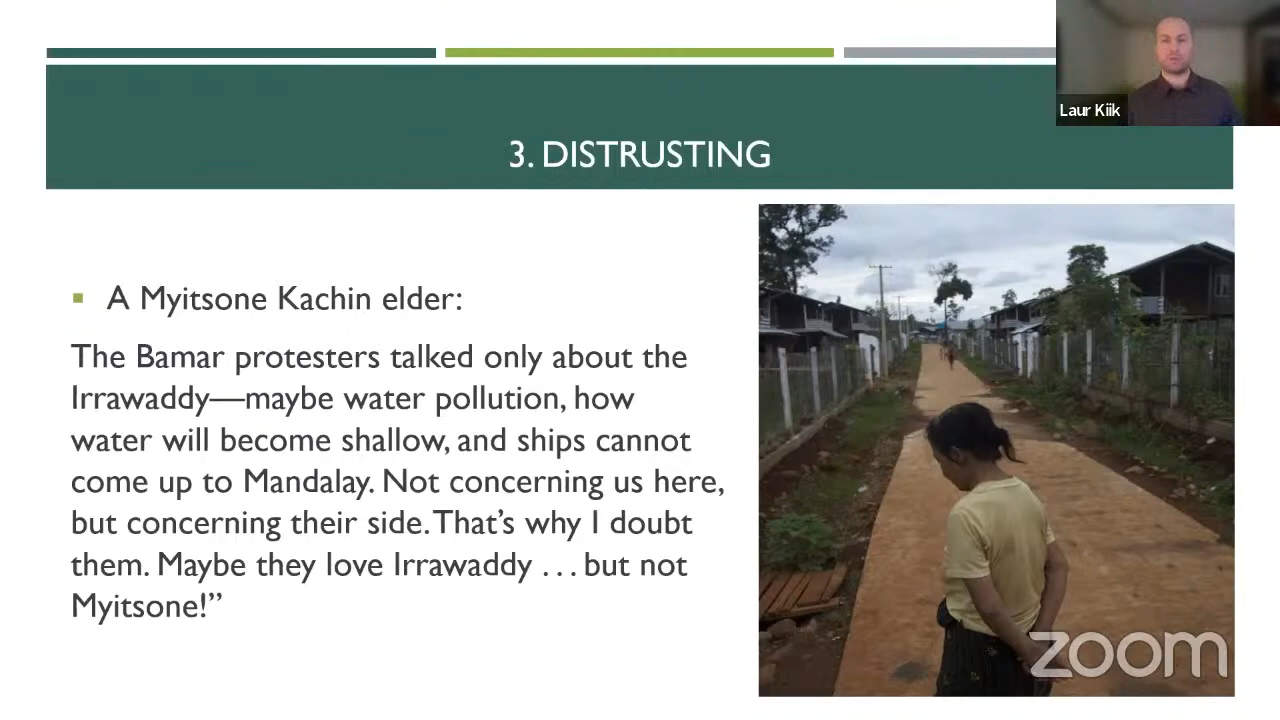 Laur Kiik
3. DISTRUSTING
▪ A Myitsone Kachin elder:
The Bamar protesters talked only about the
Irrawaddy—maybe water pollution, how
water will become shallow, and ships cannot
come up to Mandalay. Not concerning us here,
but concerning their side. That’s why I doubt
them. Maybe they love Irrawaddy . . . but not
Myitsone!”
zoom